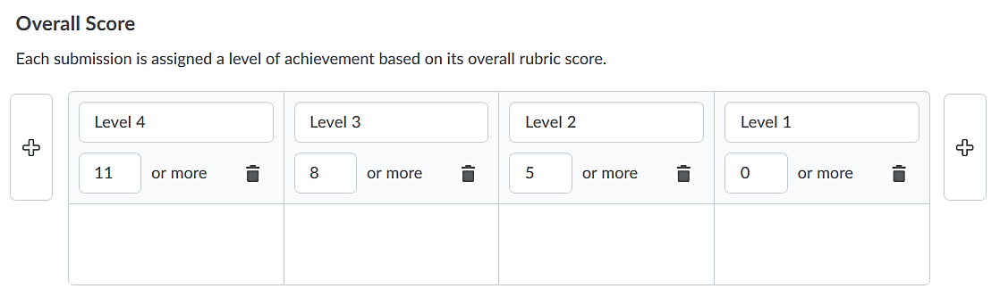 Overall Score
Each submission is assigned a level of achievement based on its overall rubric score.
Level 4 Level 3 Level 2 Level 1
11 or more 8 or more 5 or more 0 or more